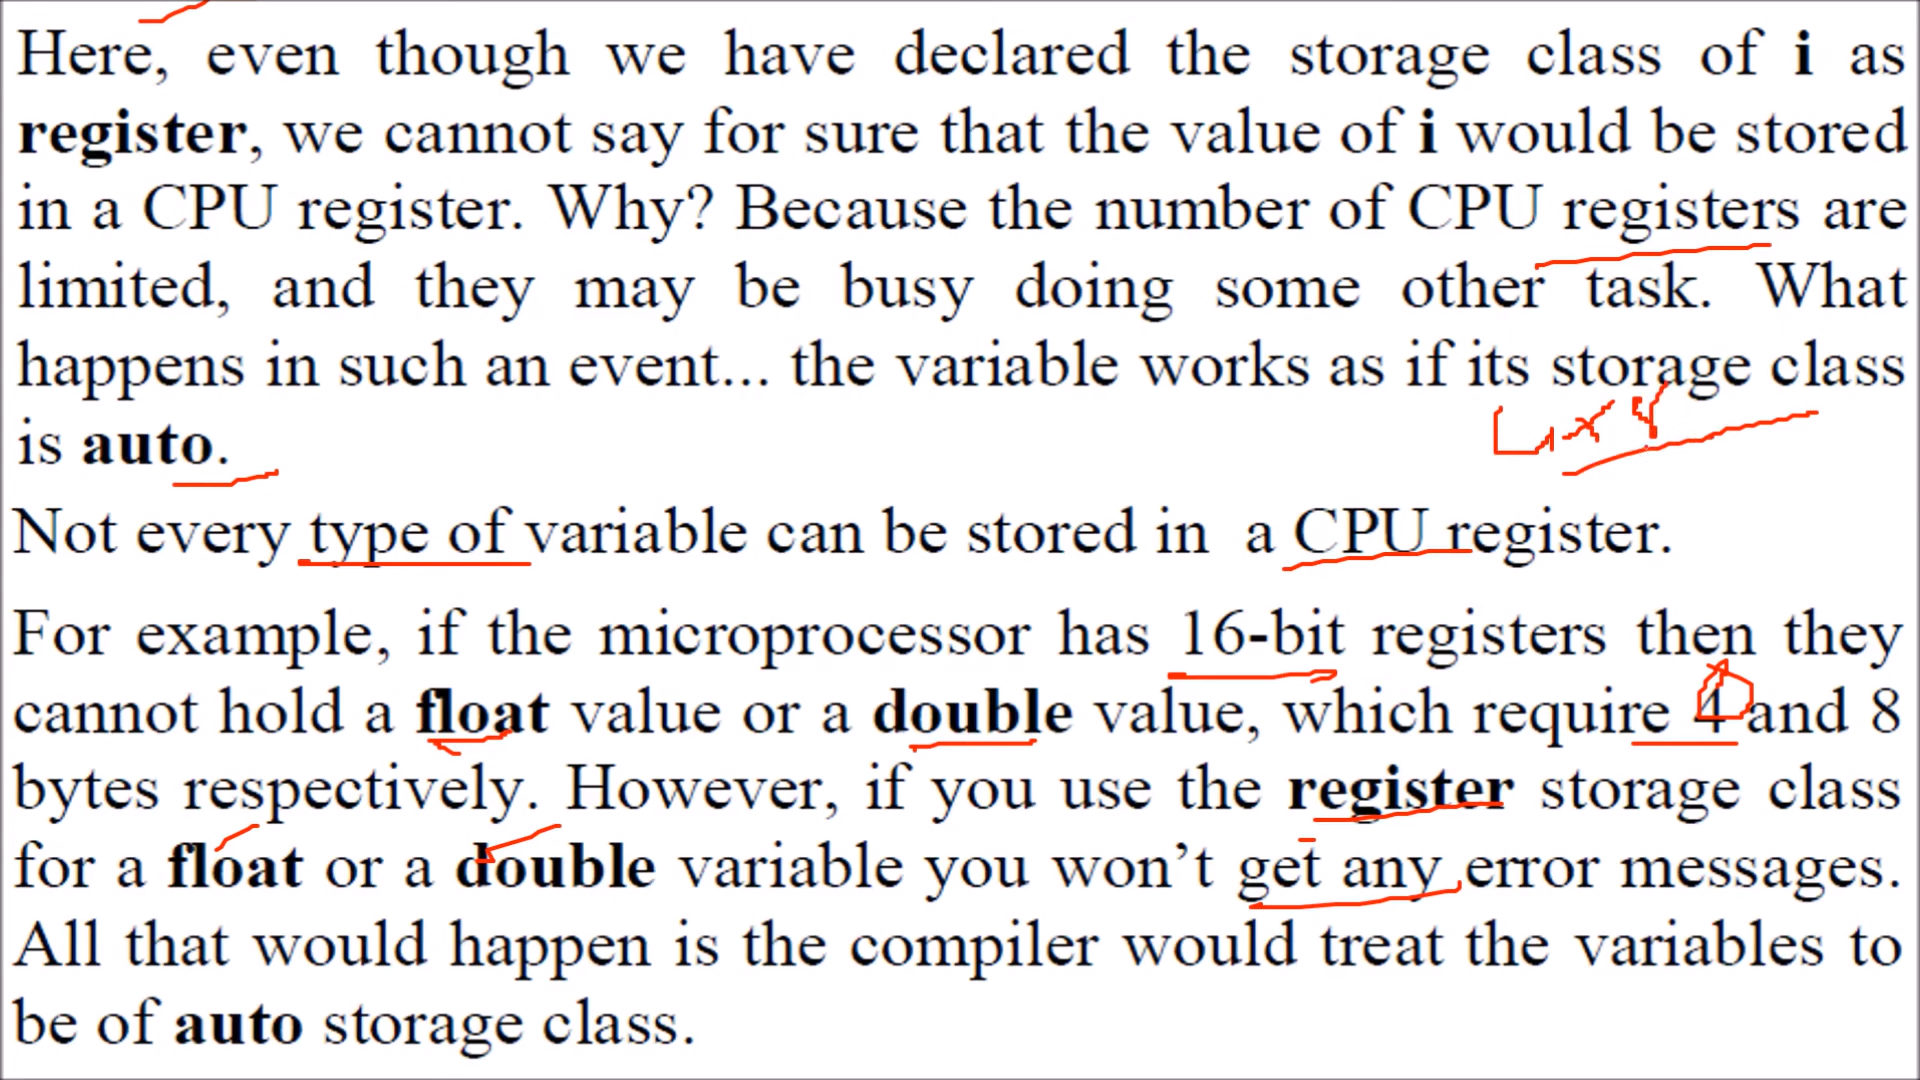 Here, even though we have declared the storage class of i as
register, we cannot say for sure that the value of i would be stored
in a CPU register. Why? Because the number of CPU registers are
limited, and they may be busy doing some other task. What
happens in such an event... the variable works as if its storage class
is auto.
Not every type of variable can be stored in a CPU register.
For example, if the microprocessor has 16-bit registers then they
cannot hold a float value or a double value, which require 4 and 8
bytes respectively. However, if you use the register storage class
for a float or a double variable you won’t get any error messages.
All that would happen is the compiler would treat the variables to
be of auto storage class.